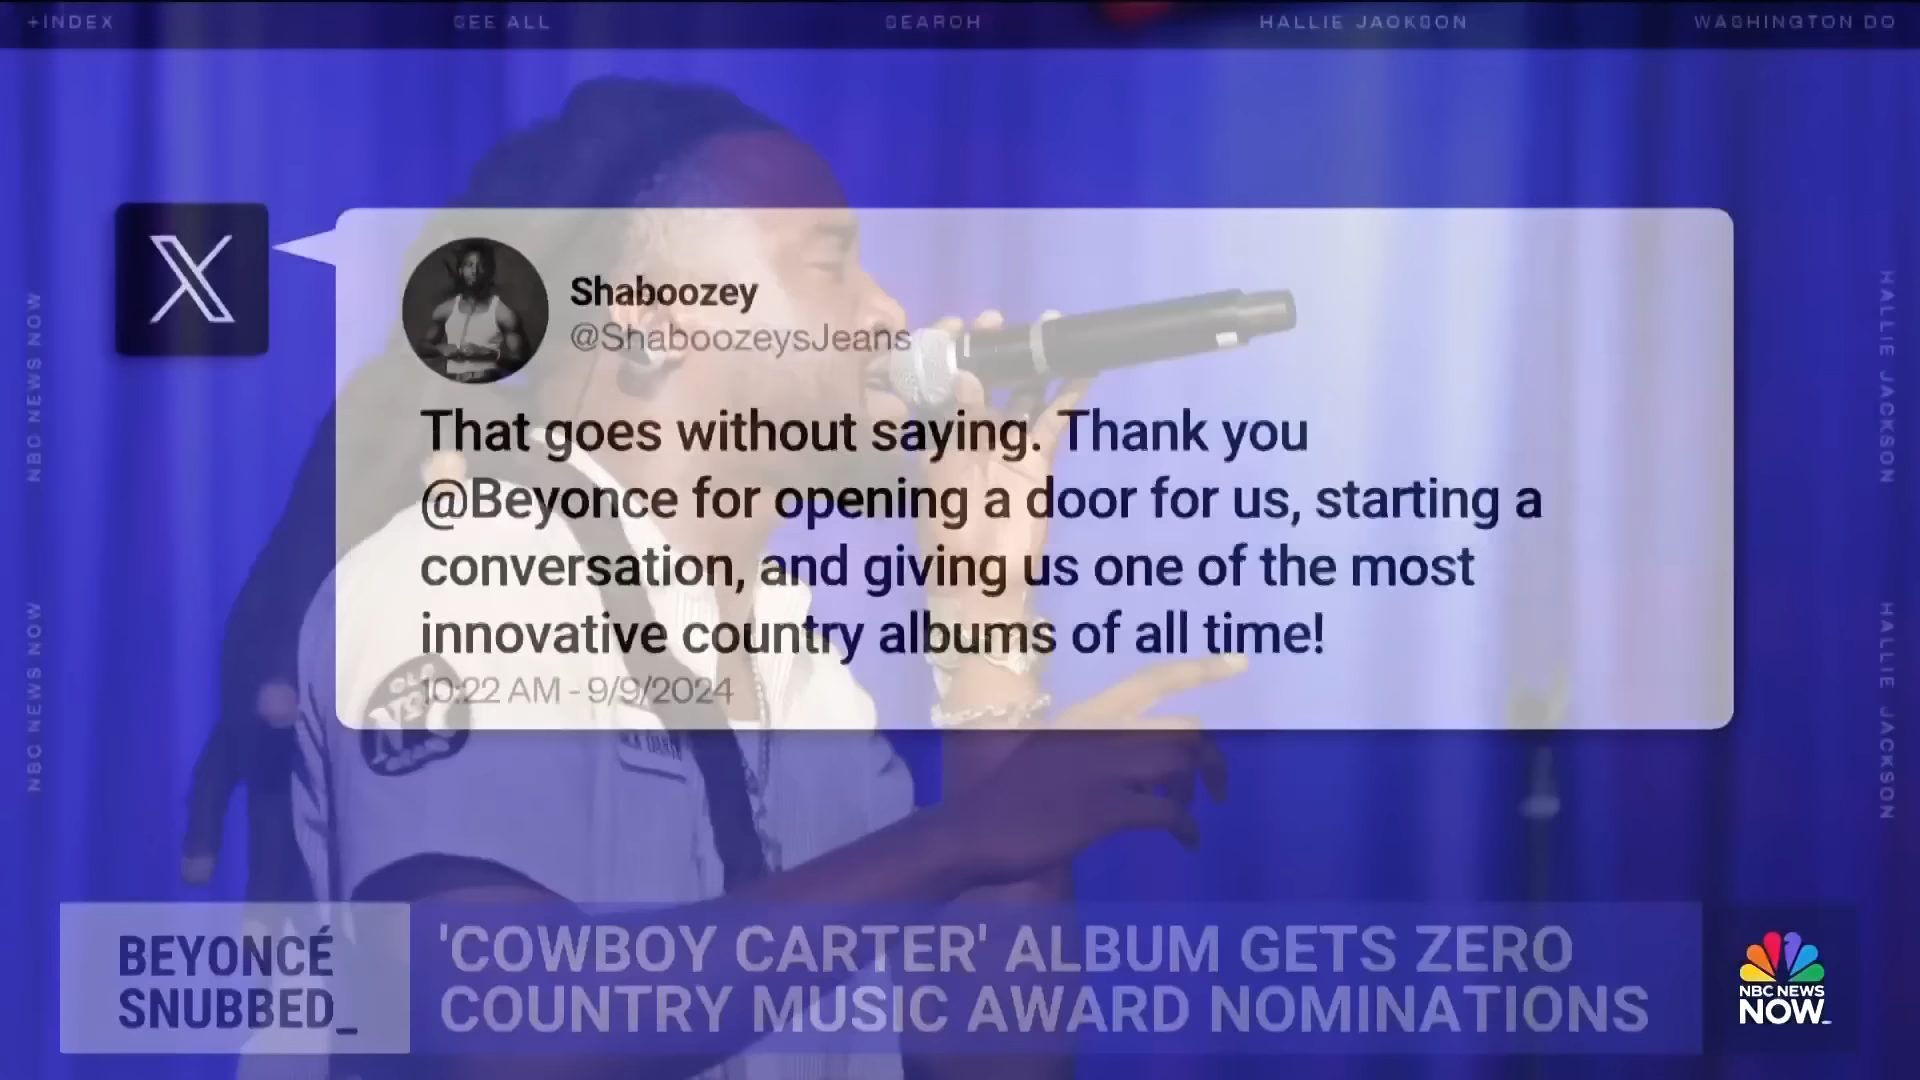 +INDEX
SEE ALL
SEARCH
HALLIE JACKSON
WASHINGTON DC
NBC NEWS NOW
NBC NEWS NOW
HALLIE JACKSON
HALLIE JACKSON
Shaboozey
@ShaboozeysJeans
That goes without saying. Thank you
@Beyonce for opening a door for us, starting a
conversation, and giving us one of the most
innovative country albums of all time!
10:22 AM - 9/9/2024
OLD
BEYONCÉ
SNUBBED_
'COWBOY CARTER' ALBUM GETS ZERO
COUNTRY MUSIC AWARD NOMINATIONS
NBC NEWS
NOW_